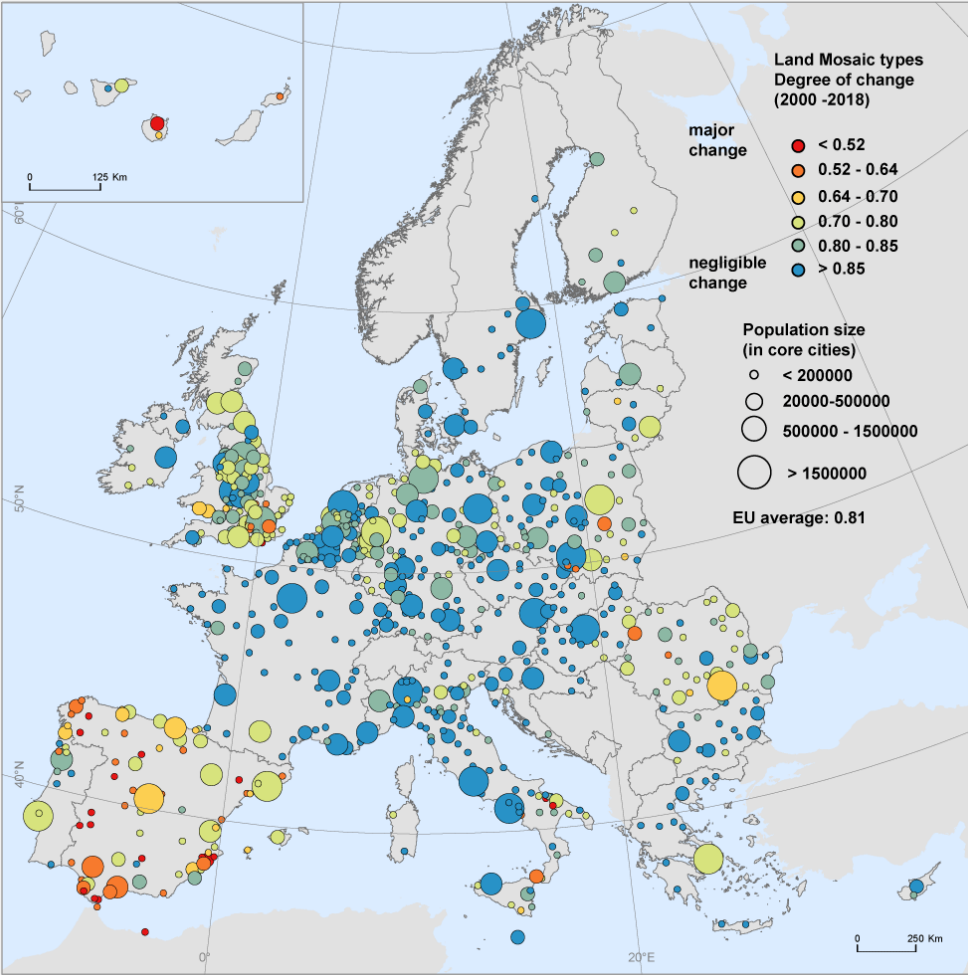 Land Mosaic types
Degree of change
(2000 -2018)
major
change
< 0.52
0.52 - 0.64
0.64 - 0.70
0.70 - 0.80
0.80 - 0.85
negligible
change
> 0.85
0
125 Km
Population size
(in core cities)
< 200000
20000-500000
500000 - 1500000
> 1500000
EU average: 0.81
50°N
40°N
0°
20°E
0
250 Km